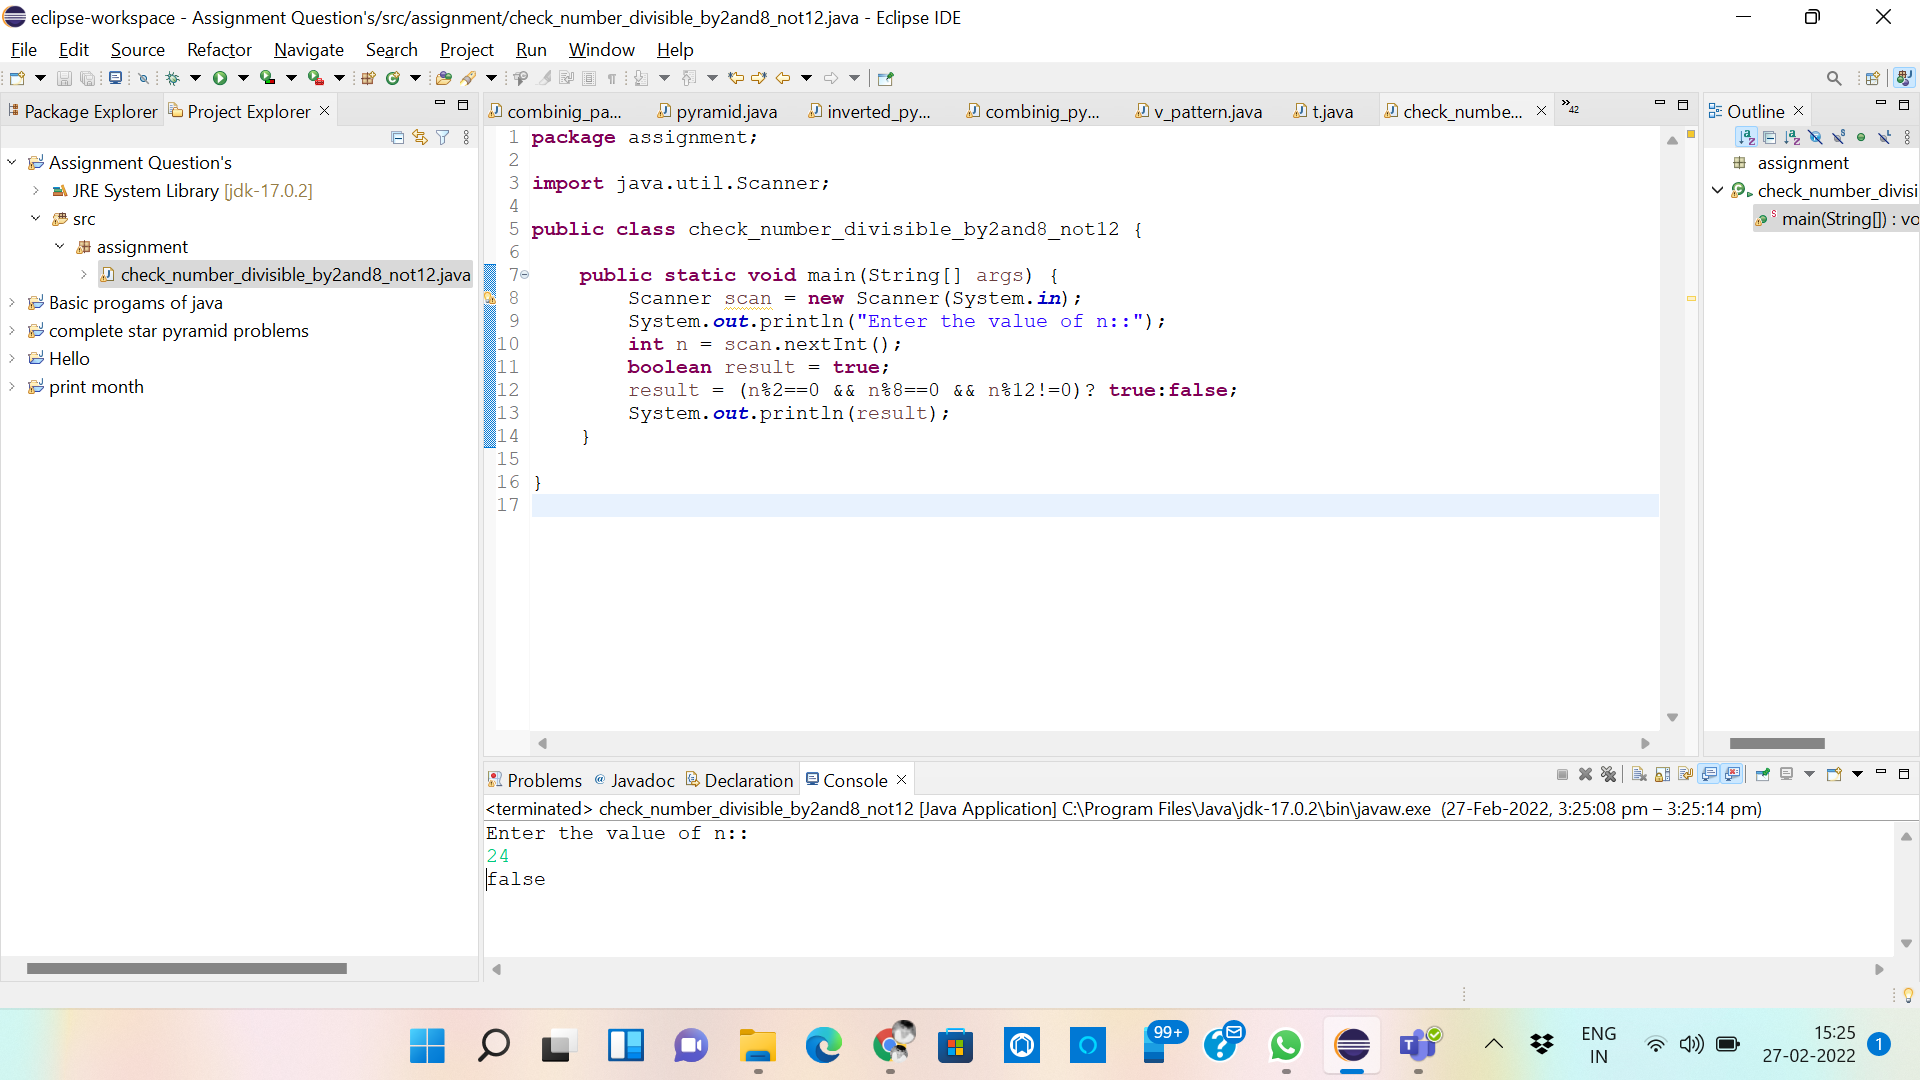 eclipse-workspace - Assignment Question's/src/assignment/check_number_divisible_by2and8_not12.java - Eclipse IDE
File Edit Source Refactor Navigate Search Project Run Window Help
Package Explorer Project Explorer
combinig_pa... pyramid.java inverted_py... combinig_py... v_pattern.java t.java check_numbe... 42
Outline
Assignment Question's
JRE System Library [jdk-17.0.2]
src
assignment
check_number_divisible_by2and8_not12.java
Basic progams of java
complete star pyramid problems
Hello
print month
1 package assignment;
2
3 import java.util.Scanner;
4
5 public class check_number_divisible_by2and8_not12 {
6
7 public static void main(String[] args) {
8 Scanner scan = new Scanner(System.in);
9 System.out.println("Enter the value of n::");
10 int n = scan.nextInt();
11 boolean result = true;
12 result = (n%2==0 && n%8==0 && n%12!=0)? true:false;
13 System.out.println(result);
14 }
15
16 }
17
assignment
check_number_divisi
main(String[]) : vo
Problems Javadoc Declaration Console
<terminated> check_number_divisible_by2and8_not12 [Java Application] C:\Program Files\Java\jdk-17.0.2\bin\javaw.exe (27-Feb-2022, 3:25:08 pm – 3:25:14 pm)
Enter the value of n::
24
false
99+
ENG
IN
15:25
27-02-2022
1